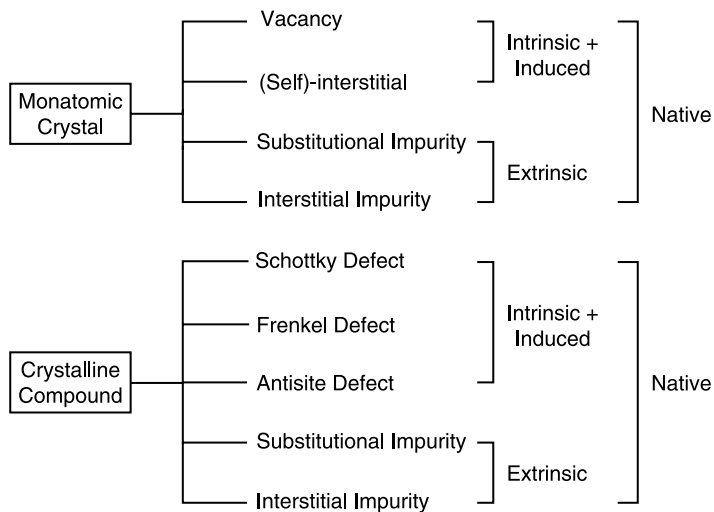 Vacancy
(Self)-interstitial
Intrinsic +
Induced
Monatomic
Crystal
Substitutional Impurity
Interstitial Impurity
Extrinsic
Native
Schottky Defect
Frenkel Defect
Intrinsic +
Induced
Crystalline
Compound
Antisite Defect
Substitutional Impurity
Interstitial Impurity
Extrinsic
Native